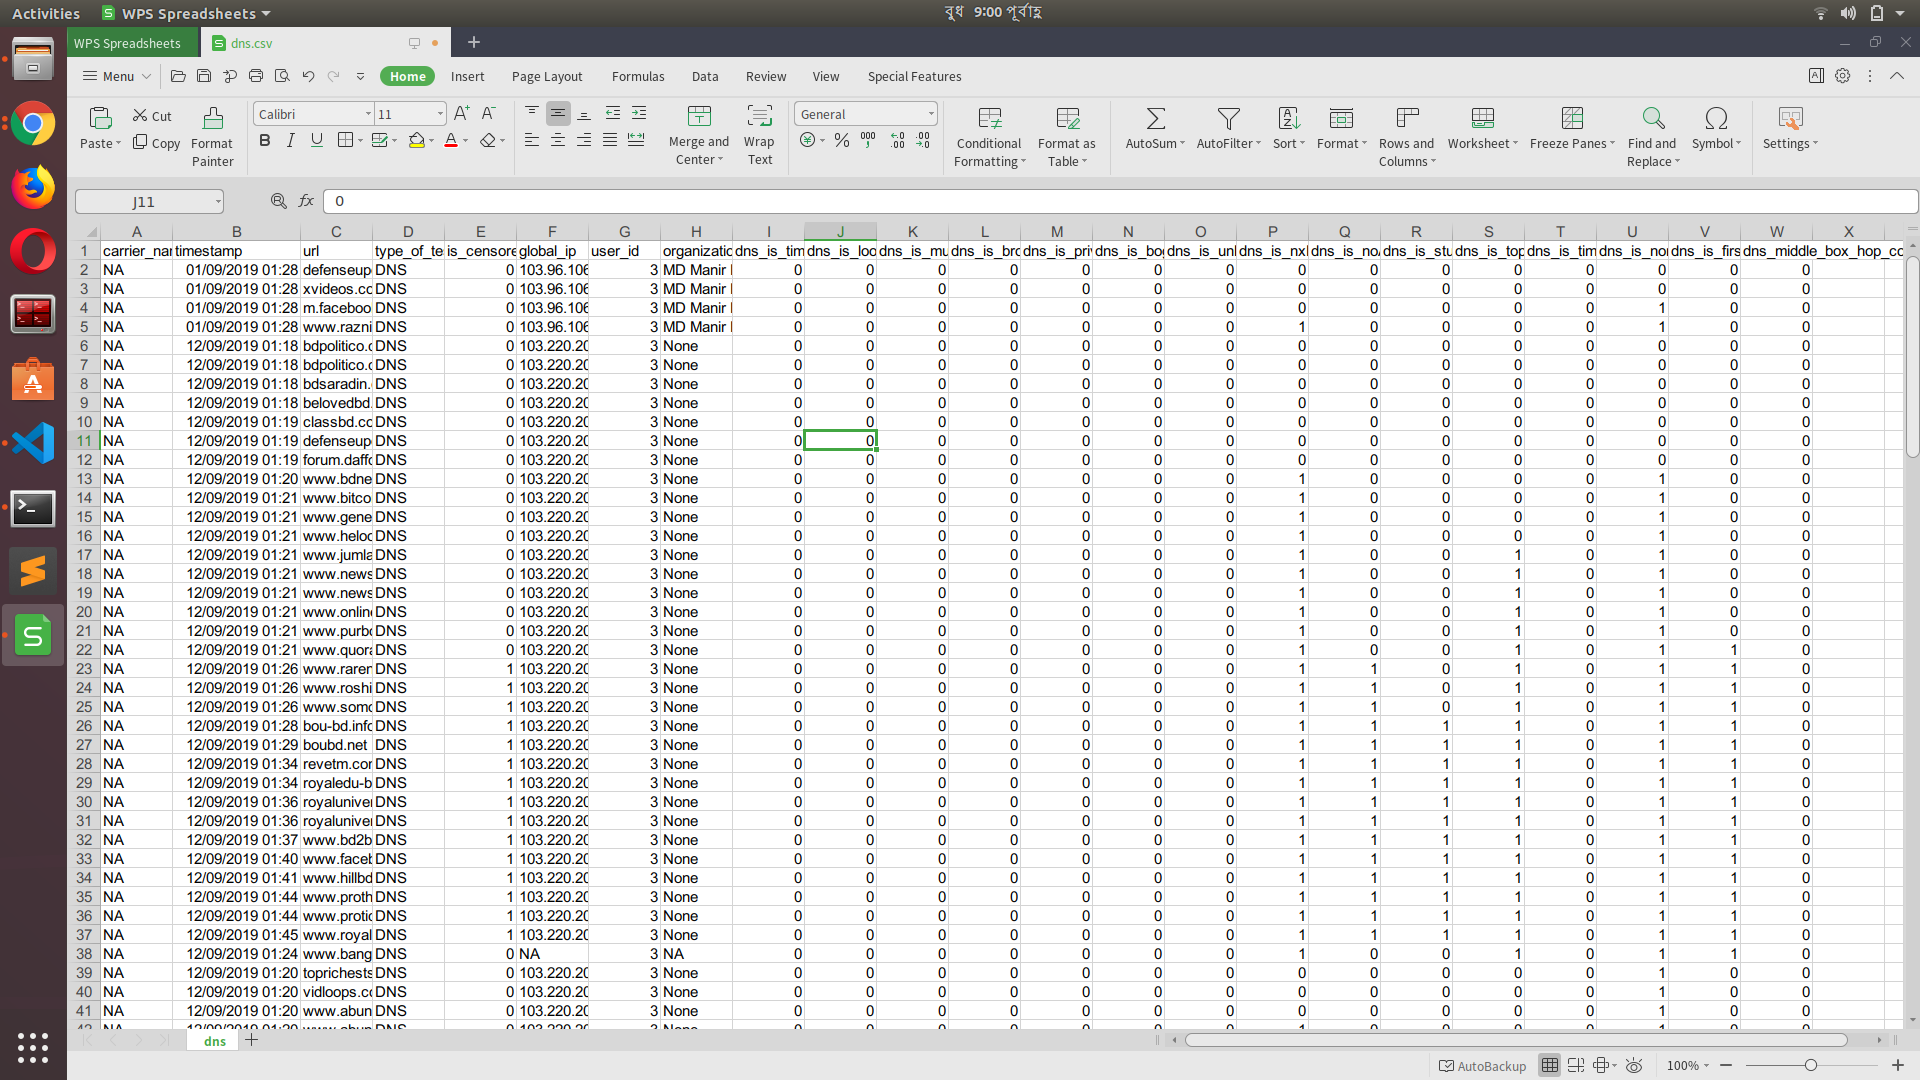 Activities WPS Spreadsheets বুধ 9:00 পূর্বাহ্ণ
WPS Spreadsheets dns.csv
Menu Home Insert Page Layout Formulas Data Review View Special Features
Paste Cut Copy Format Painter Calibri 11 Merge and Center Wrap Text General Conditional Formatting Format as Table AutoSum AutoFilter Sort Format Rows and Columns Worksheet Freeze Panes Find and Replace Symbol Settings
J11 fx 0
A B C D E F G H I J K L M N O P Q R S T U V W X
1 carrier_nar timestamp url type_of_te is_censore global_ip user_id organizatic dns_is_tim dns_is_loo dns_is_mu dns_is_bro dns_is_pri dns_is_bog dns_is_unl dns_is_nxl dns_is_noA dns_is_stu dns_is_top dns_is_tim dns_is_nor dns_is_firs dns_middle_box_hop_co
2 NA 01/09/2019 01:28 defenseup DNS 0 103.96.106 3 MD Manir 0 0 0 0 0 0 0 0 0 0 0 0 0 0 0
3 NA 01/09/2019 01:28 xvideos.co DNS 0 103.96.106 3 MD Manir 0 0 0 0 0 0 0 0 0 0 0 0 0 0 0
4 NA 01/09/2019 01:28 m.faceboo DNS 0 103.96.106 3 MD Manir 0 0 0 0 0 0 0 0 0 0 0 0 1 0 0
5 NA 01/09/2019 01:28 www.razni DNS 0 103.96.106 3 MD Manir 0 0 0 0 0 0 0 1 0 0 0 0 1 0 0
6 NA 12/09/2019 01:18 bdpolitico.c DNS 0 103.220.20 3 None 0 0 0 0 0 0 0 0 0 0 0 0 0 0 0
7 NA 12/09/2019 01:18 bdpolitico.c DNS 0 103.220.20 3 None 0 0 0 0 0 0 0 0 0 0 0 0 0 0 0
8 NA 12/09/2019 01:18 bdsaradin. DNS 0 103.220.20 3 None 0 0 0 0 0 0 0 0 0 0 0 0 0 0 0
9 NA 12/09/2019 01:18 belovedbd. DNS 0 103.220.20 3 None 0 0 0 0 0 0 0 0 0 0 0 0 0 0 0
10 NA 12/09/2019 01:19 classbd.cc DNS 0 103.220.20 3 None 0 0 0 0 0 0 0 0 0 0 0 0 0 0 0
11 NA 12/09/2019 01:19 defenseup DNS 0 103.220.20 3 None 0 0 0 0 0 0 0 0 0 0 0 0 0 0 0
12 NA 12/09/2019 01:19 forum.daffo DNS 0 103.220.20 3 None 0 0 0 0 0 0 0 0 0 0 0 0 0 0 0
13 NA 12/09/2019 01:20 www.bdne DNS 0 103.220.20 3 None 0 0 0 0 0 0 0 1 0 0 0 0 1 0 0
14 NA 12/09/2019 01:21 www.bitco DNS 0 103.220.20 3 None 0 0 0 0 0 0 0 1 0 0 0 0 1 0 0
15 NA 12/09/2019 01:21 www.gene DNS 0 103.220.20 3 None 0 0 0 0 0 0 0 1 0 0 0 0 1 0 0
16 NA 12/09/2019 01:21 www.heloc DNS 0 103.220.20 3 None 0 0 0 0 0 0 0 1 0 0 0 0 1 0 0
17 NA 12/09/2019 01:21 www.jumla DNS 0 103.220.20 3 None 0 0 0 0 0 0 0 1 0 0 1 0 1 0 0
18 NA 12/09/2019 01:21 www.news DNS 0 103.220.20 3 None 0 0 0 0 0 0 0 1 0 0 1 0 1 0 0
19 NA 12/09/2019 01:21 www.news DNS 0 103.220.20 3 None 0 0 0 0 0 0 0 1 0 0 1 0 1 0 0
20 NA 12/09/2019 01:21 www.online DNS 0 103.220.20 3 None 0 0 0 0 0 0 0 1 0 0 1 0 1 0 0
21 NA 12/09/2019 01:21 www.purbo DNS 0 103.220.20 3 None 0 0 0 0 0 0 0 1 0 0 1 0 1 0 0
22 NA 12/09/2019 01:21 www.quora DNS 0 103.220.20 3 None 0 0 0 0 0 0 0 1 0 0 1 0 1 1 0
23 NA 12/09/2019 01:26 www.rarem DNS 1 103.220.20 3 None 0 0 0 0 0 0 0 1 1 0 1 0 1 1 0
24 NA 12/09/2019 01:26 www.roshi DNS 1 103.220.20 3 None 0 0 0 0 0 0 0 1 1 0 1 0 1 1 0
25 NA 12/09/2019 01:26 www.somo DNS 1 103.220.20 3 None 0 0 0 0 0 0 0 1 1 0 1 0 1 1 0
26 NA 12/09/2019 01:28 bou-bd.info DNS 1 103.220.20 3 None 0 0 0 0 0 0 0 1 1 1 1 0 1 1 0
27 NA 12/09/2019 01:29 boubd.net DNS 1 103.220.20 3 None 0 0 0 0 0 0 0 1 1 1 1 0 1 1 0
28 NA 12/09/2019 01:34 revetm.con DNS 1 103.220.20 3 None 0 0 0 0 0 0 0 1 1 1 1 0 1 1 0
29 NA 12/09/2019 01:34 royaledu-b DNS 1 103.220.20 3 None 0 0 0 0 0 0 0 1 1 1 1 0 1 1 0
30 NA 12/09/2019 01:36 royaluniver DNS 1 103.220.20 3 None 0 0 0 0 0 0 0 1 1 1 1 0 1 1 0
31 NA 12/09/2019 01:36 royaluniver DNS 1 103.220.20 3 None 0 0 0 0 0 0 0 1 1 1 1 0 1 1 0
32 NA 12/09/2019 01:37 www.bd2b DNS 1 103.220.20 3 None 0 0 0 0 0 0 0 1 1 1 1 0 1 1 0
33 NA 12/09/2019 01:40 www.faceb DNS 1 103.220.20 3 None 0 0 0 0 0 0 0 1 1 1 1 0 1 1 0
34 NA 12/09/2019 01:41 www.hillbd DNS 1 103.220.20 3 None 0 0 0 0 0 0 0 1 1 1 1 0 1 1 0
35 NA 12/09/2019 01:44 www.proth DNS 1 103.220.20 3 None 0 0 0 0 0 0 0 1 1 1 1 0 1 1 0
36 NA 12/09/2019 01:44 www.protic DNS 1 103.220.20 3 None 0 0 0 0 0 0 0 1 1 1 1 0 1 1 0
37 NA 12/09/2019 01:45 www.royal DNS 1 103.220.20 3 None 0 0 0 0 0 0 0 1 1 1 1 0 1 1 0
38 NA 12/09/2019 01:24 www.bang DNS 0 NA 3 NA 0 0 0 0 0 0 0 1 0 0 1 0 1 1 0
39 NA 12/09/2019 01:20 toprichests DNS 0 103.220.20 3 None 0 0 0 0 0 0 0 0 0 0 0 0 1 0 0
40 NA 12/09/2019 01:20 vidloops.cc DNS 0 103.220.20 3 None 0 0 0 0 0 0 0 0 0 0 0 0 1 0 0
41 NA 12/09/2019 01:20 www.abun DNS 0 103.220.20 3 None 0 0 0 0 0 0 0 1 0 0 0 0 1 0 0
dns
AutoBackup 100%